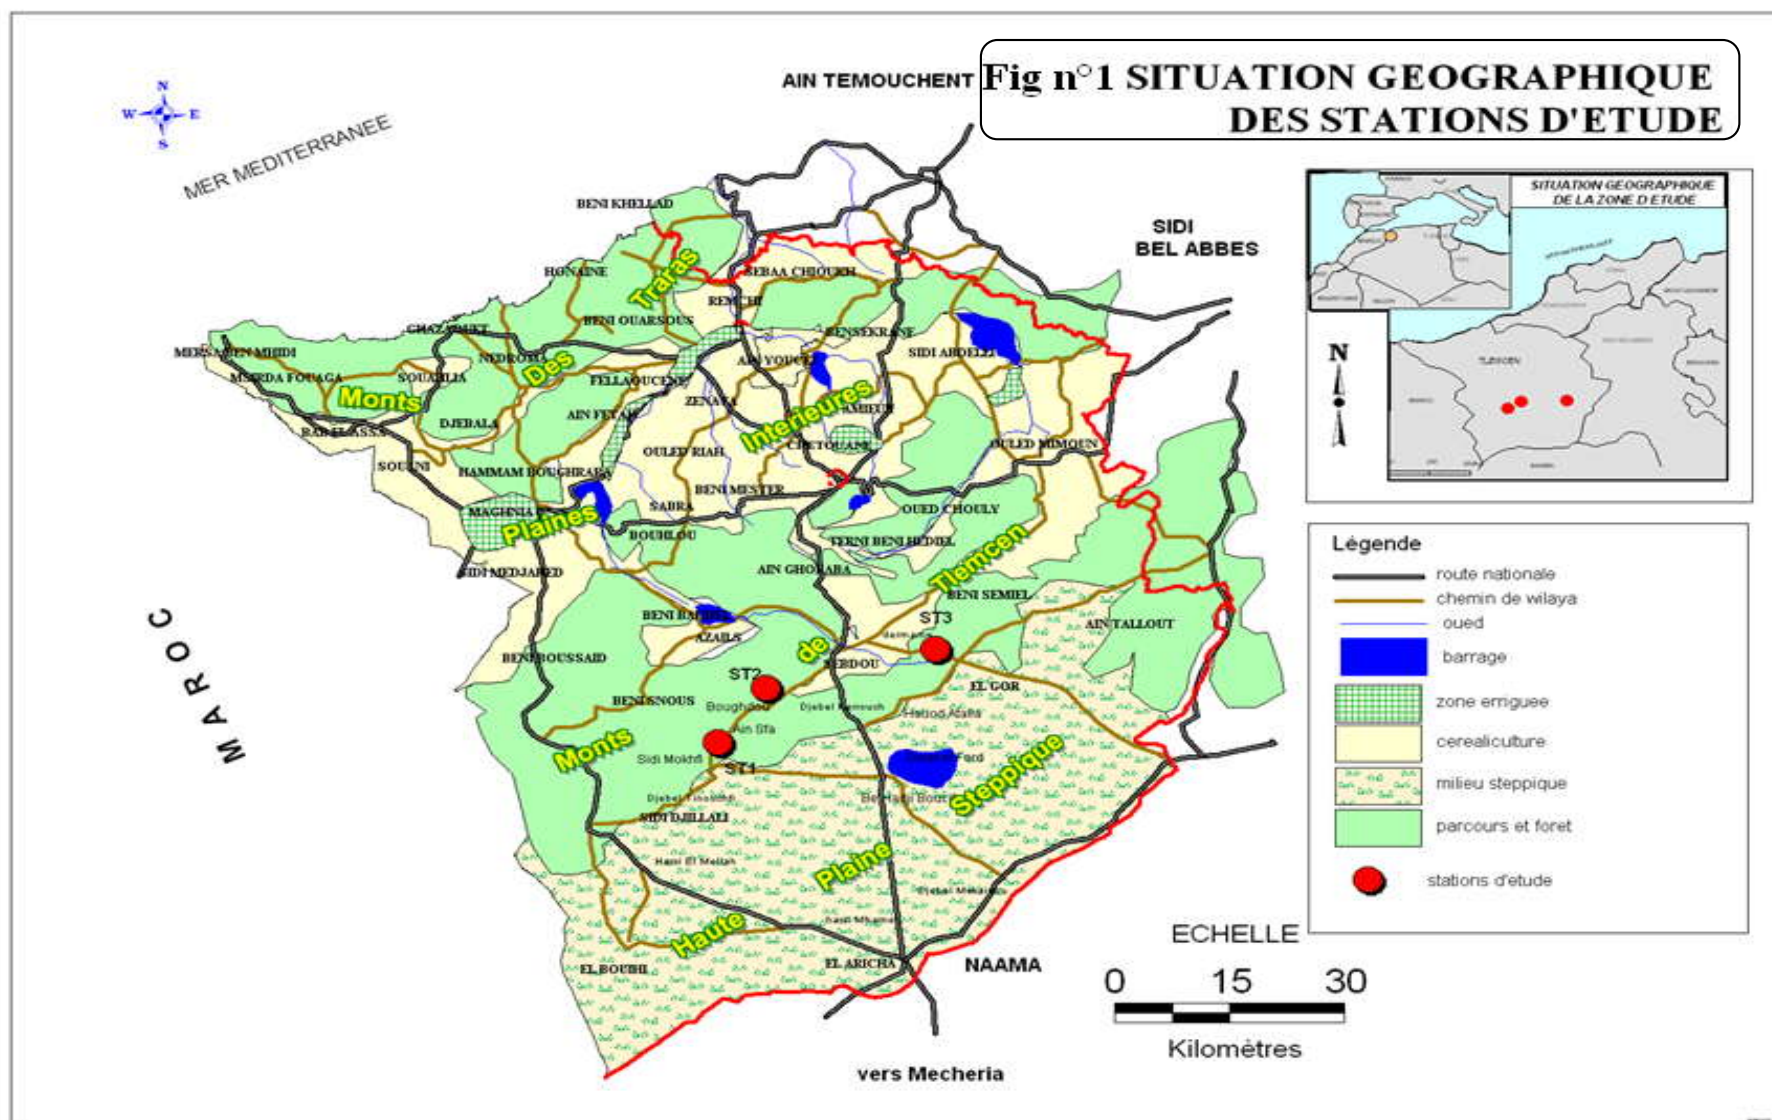 Fig n°1 SITUATION GEOGRAPHIQUE
DES STATIONS D'ETUDE
AIN TEMOUCHENT
N
W
E
S
MER MEDITERRANEE
SIDI
BEL ABBES
SITUATION GEOGRAPHIQUE
DE LA ZONE D ETUDE
TLEMCEN
N
BENI KHELLAD
HONAINE
Traras
SEBAA CHIOUKH
REMCHI
BENI OUARSOUS
GHAZAOUET
BENSEKRANE
NEDROMA
SIDI ABDELLI
MSIRDA FOUAGA
SOUAHLIA
Des
FELLAOUCENE
Monts
ZENATA
Interieures
AIN FETAH
DJEBALA
CHETOUANE
OULED MIMOUN
OULED RIAH
SOUANI
HAMMAM BOUGHRARA
BENI MESTER
SABRA
OUED CHOULY
MAGHNIA
Plaines
BOUHLOU
TERNI BENI HEDIEL
Tlemcen
AIN GHORABA
SIDI MEDJAHED
BENI SEMIEL
ST3
AIN TALLOUT
AZAILS
de
SEBDOU
BENI BOUSSAID
ST2
EL GOR
BENI SNOUS
Boughdou
Ain Sfa
Monts
Sidi Mokhfi
ST1
Steppique
SIDI DJILLALI
Plaine
Hani El Mellah
Haute
EL BOUIHI
EL ARICHA
NAAMA
vers Mecheria
MAROC
Légende
route nationale
chemin de wilaya
oued
barrage
zone erriguee
cerealiculture
milieu steppique
parcours et foret
stations d'etude
ECHELLE
0 15 30
Kilomètres